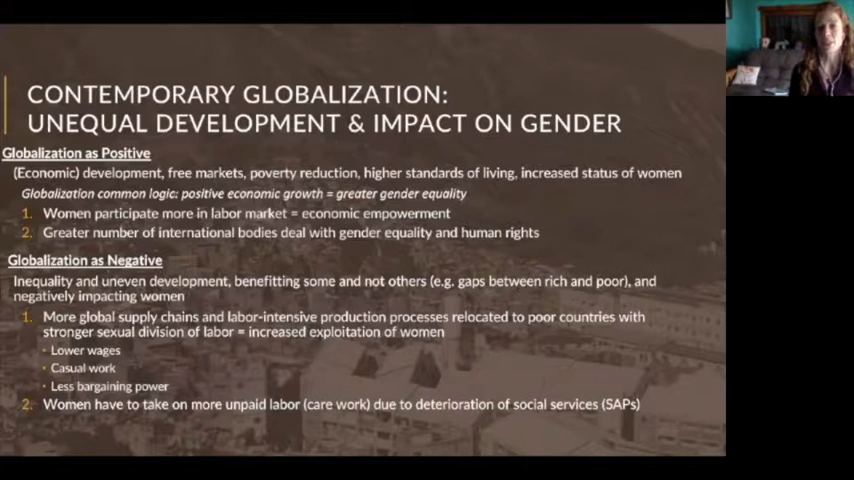 CONTEMPORARY GLOBALIZATION:
UNEQUAL DEVELOPMENT & IMPACT ON GENDER
Globalization as Positive
(Economic) development, free markets, poverty reduction, higher standards of living, increased status of women
Globalization common logic: positive economic growth = greater gender equality
1. Women participate more in labor market = economic empowerment
2. Greater number of international bodies deal with gender equality and human rights
Globalization as Negative
Inequality and uneven development, benefitting some and not others (e.g. gaps between rich and poor), and
negatively impacting women
1. More global supply chains and labor-intensive production processes relocated to poor countries with
stronger sexual division of labor = increased exploitation of women
· Lower wages
· Casual work
· Less bargaining power
2. Women have to take on more unpaid labor (care work) due to deterioration of social services (SAPs)